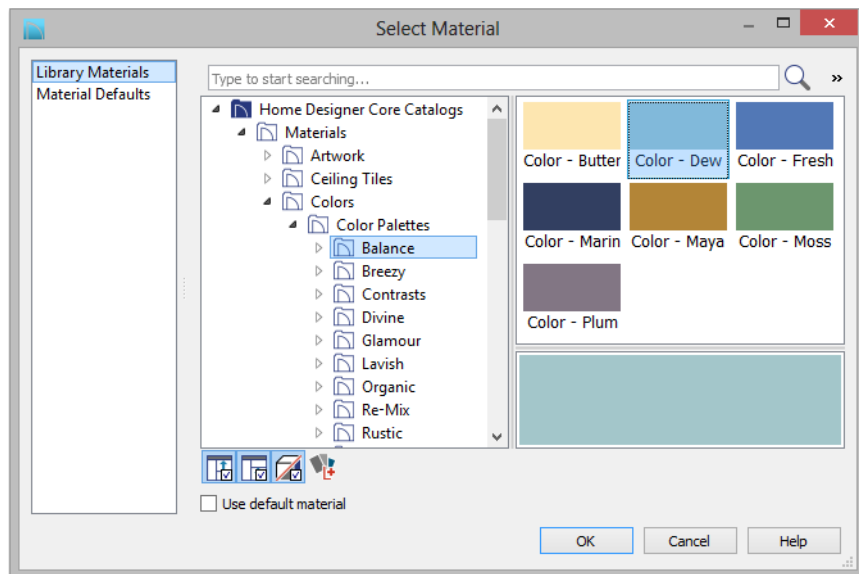 Select Material
Library Materials
Material Defaults
Type to start searching...
»
Home Designer Core Catalogs
Materials
Artwork
Ceiling Tiles
Colors
Color Palettes
Balance
Breezy
Contrasts
Divine
Glamour
Lavish
Organic
Re-Mix
Rustic
Color - Butter
Color - Dew
Color - Fresh
Color - Marin
Color - Maya
Color - Moss
Color - Plum
Use default material
OK
Cancel
Help